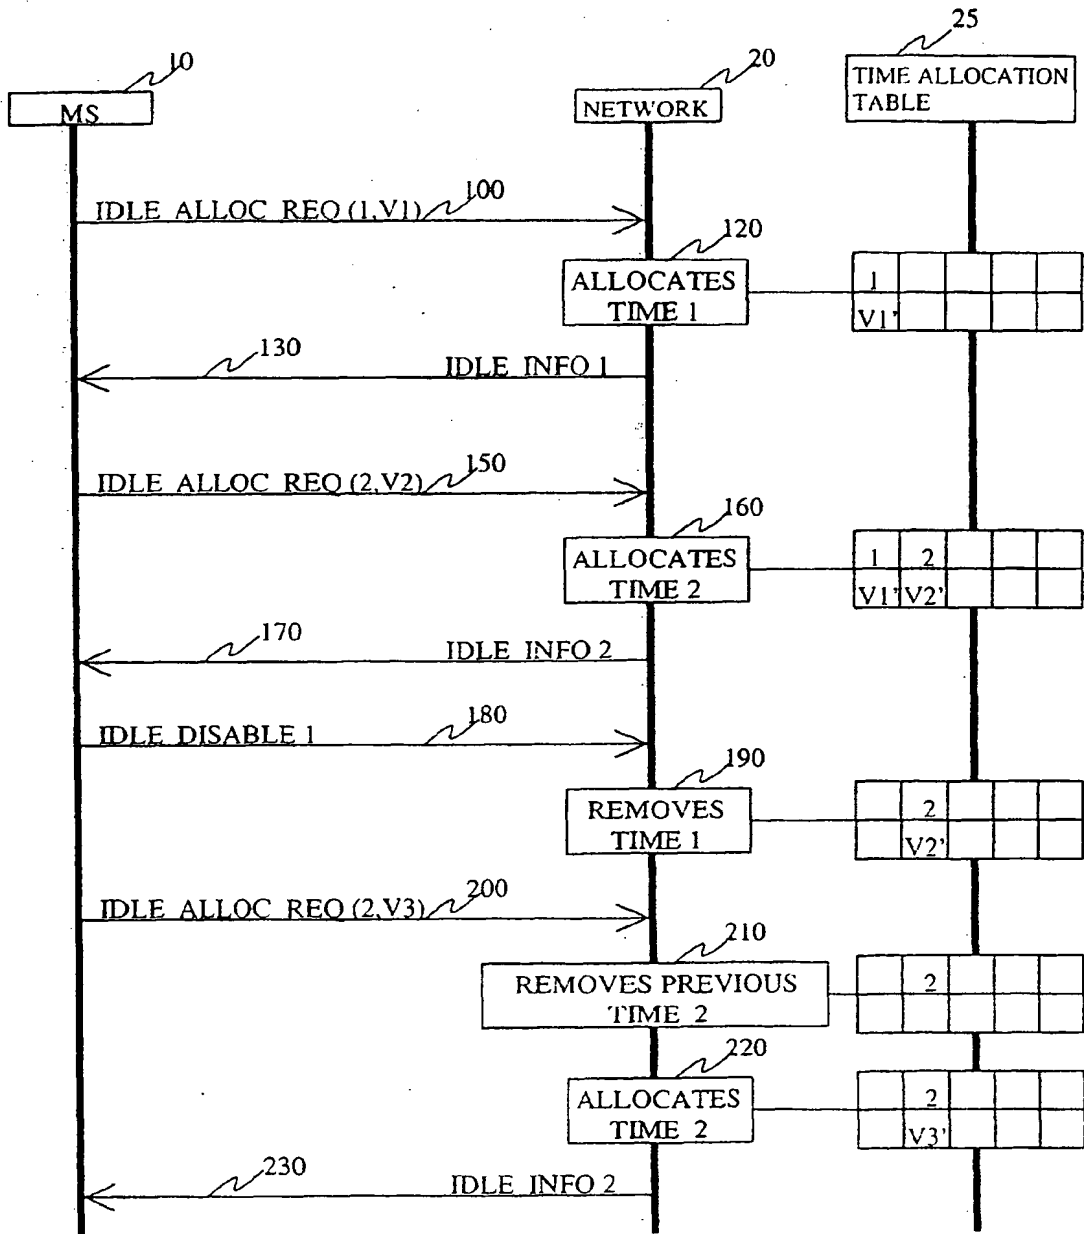 10
MS
20
NETWORK
25
TIME ALLOCATION
TABLE
IDLE ALLOC REQ (1,V1)
100
120
ALLOCATES
TIME 1
1
V1'
130
IDLE INFO 1
IDLE ALLOC REQ (2,V2)
150
160
ALLOCATES
TIME 2
1 2
V1' V2'
170
IDLE INFO 2
IDLE DISABLE 1
180
190
REMOVES
TIME 1
2
V2'
IDLE ALLOC REQ (2,V3)
200
210
REMOVES PREVIOUS
TIME 2
2
220
ALLOCATES
TIME 2
2
V3'
230
IDLE INFO 2